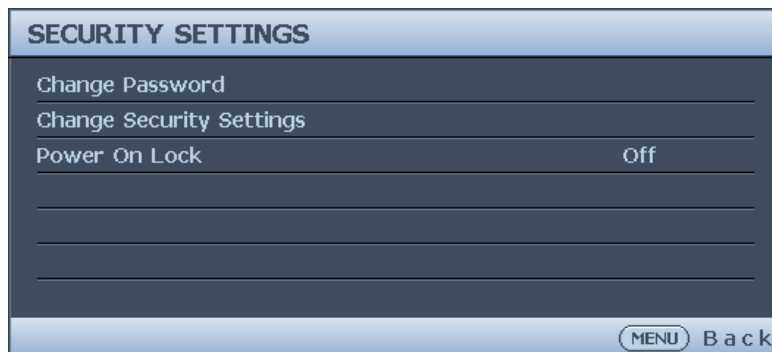 SECURITY SETTINGS
Change Password
Change Security Settings
Power On Lock Off
MENU Back